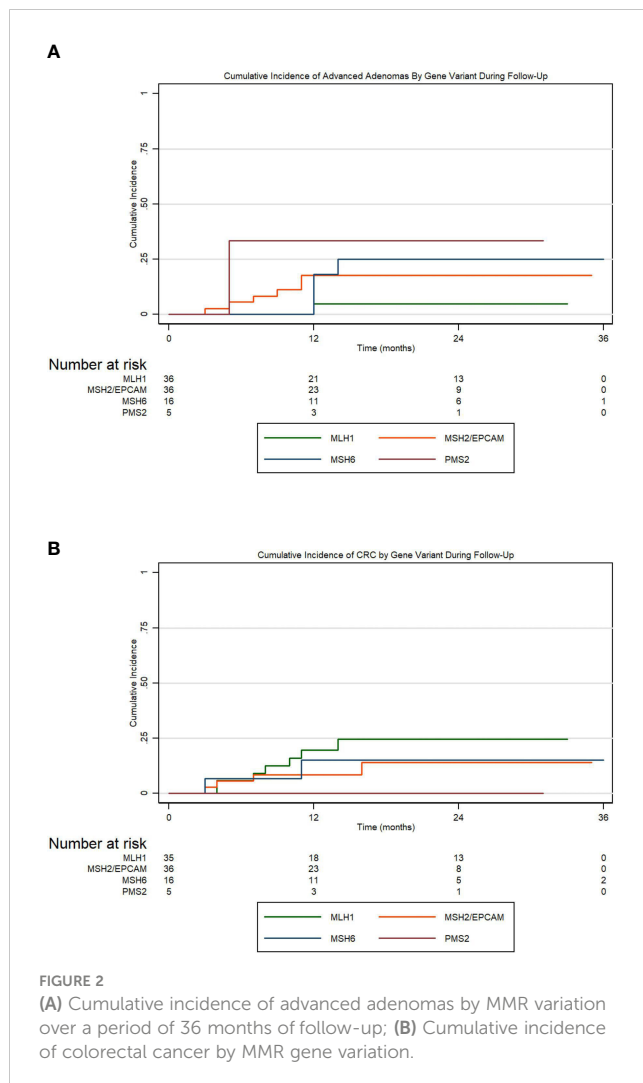 A
Cumulative Incidence of Advanced Adenomas By Gene Variant During Follow-Up
Cumulative Incidence
1
.75
.50
.25
0
0 12 24 36
Time (months)
Number at risk
MLH1 36 21 13 0
MSH2/EPCAM 36 23 9 0
MSH6 16 11 6 1
PMS2 5 3 1 0
MLH1 MSH2/EPCAM
MSH6 PMS2
B
Cumulative Incidence of CRC by Gene Variant During Follow-Up
Cumulative Incidence
1
.75
.50
.25
0
0 12 24 36
Time (months)
Number at risk
MLH1 35 18 13 0
MSH2/EPCAM 36 23 8 0
MSH6 16 11 5 2
PMS2 5 3 1 0
MLH1 MSH2/EPCAM
MSH6 PMS2
FIGURE 2
(A) Cumulative incidence of advanced adenomas by MMR variation
over a period of 36 months of follow-up; (B) Cumulative incidence
of colorectal cancer by MMR gene variation.